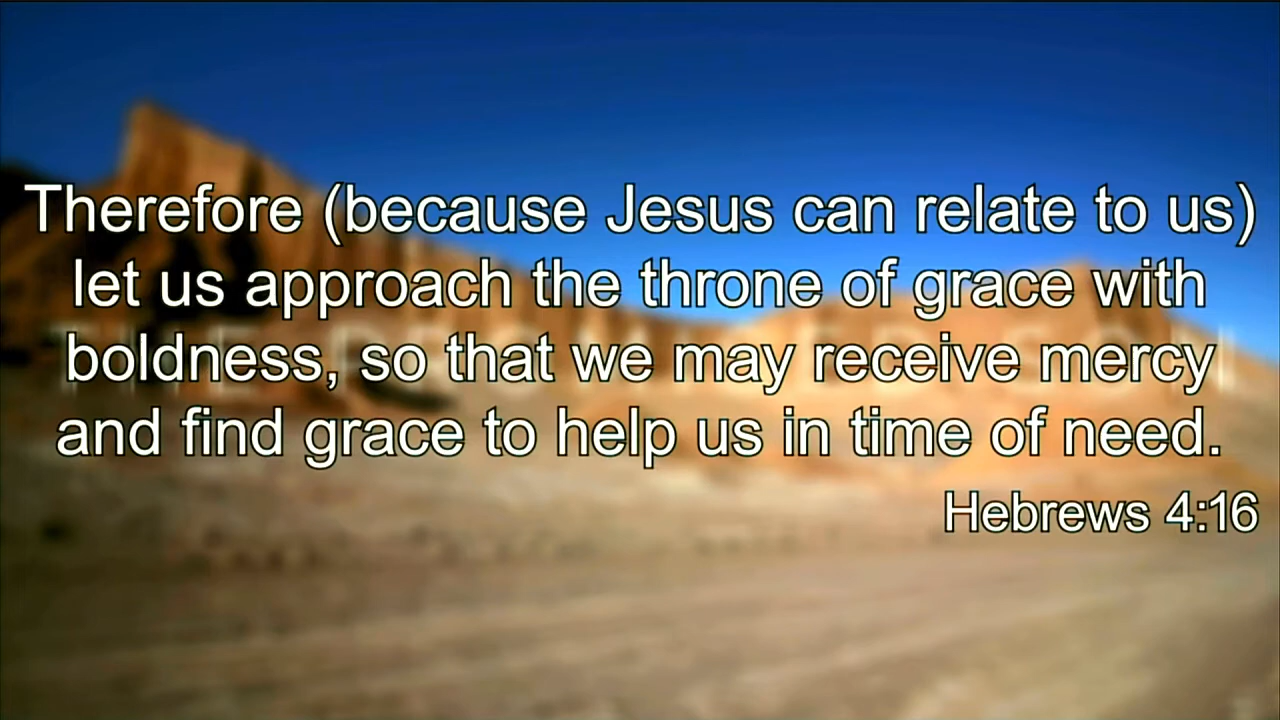 Therefore (because Jesus can relate to us)
let us approach the throne of grace with
boldness, so that we may receive mercy
and find grace to help us in time of need.
Hebrews 4:16